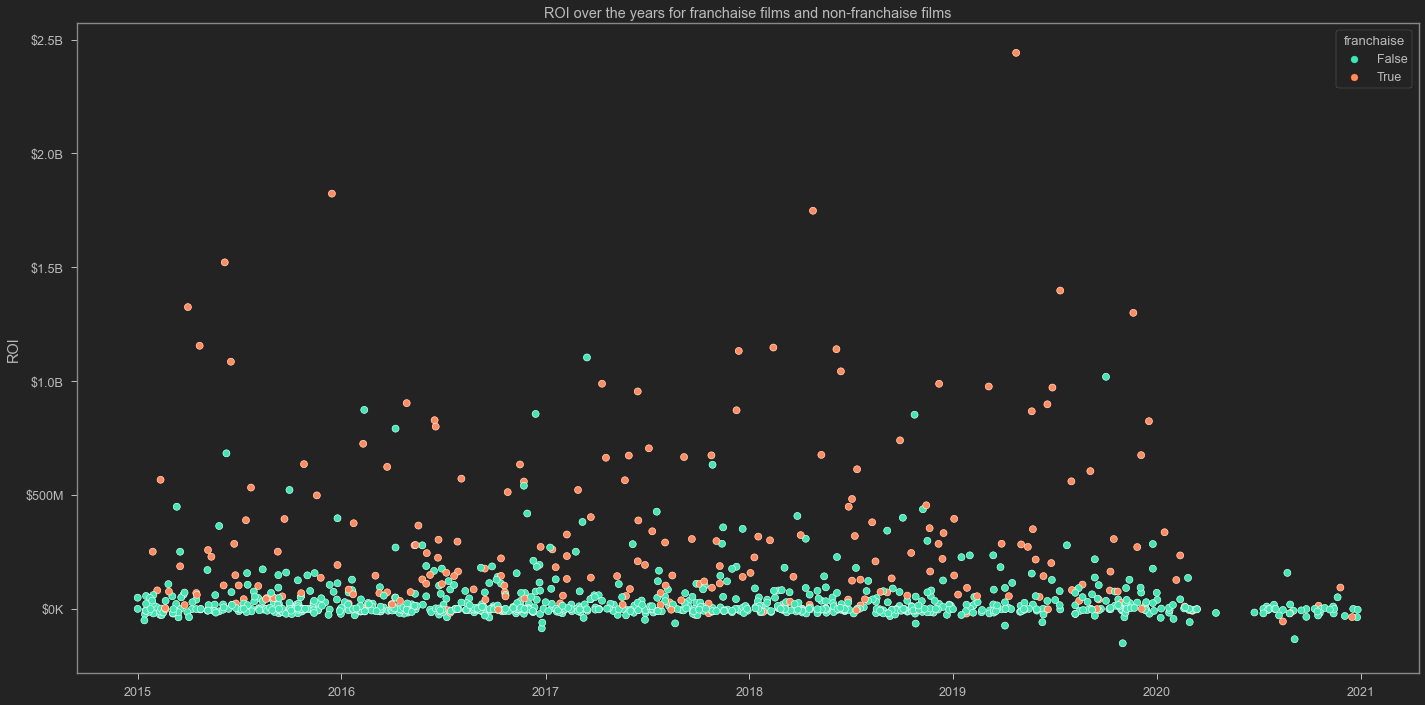 ROI over the years for franchaise films and non-franchaise films
franchaise
False
True
ROI
$2.5B
$2.0B
$1.5B
$1.0B
$500M
$0K
2015 2016 2017 2018 2019 2020 2021